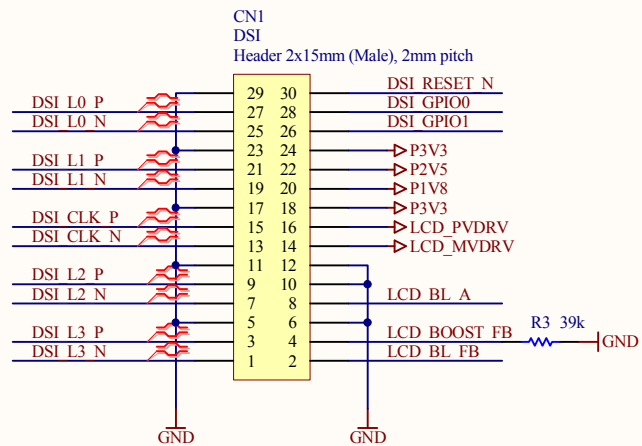 CN1
DSI
Header 2x15mm (Male), 2mm pitch
29 30 DSI_RESET_N
DSI_L0_P 27 28 DSI_GPIO0
DSI_L0_N 25 26 DSI_GPIO1
23 24 P3V3
DSI_L1_P 21 22 P2V5
DSI_L1_N 19 20 P1V8
17 18 P3V3
DSI_CLK_P 15 16 LCD_PVDRV
DSI_CLK_N 13 14 LCD_MVDRV
11 12
DSI_L2_P 9 10
DSI_L2_N 7 8 LCD_BL_A
5 6
DSI_L3_P 3 4 LCD_BOOST_FB R3 39k GND
DSI_L3_N 1 2 LCD_BL_FB
GND GND